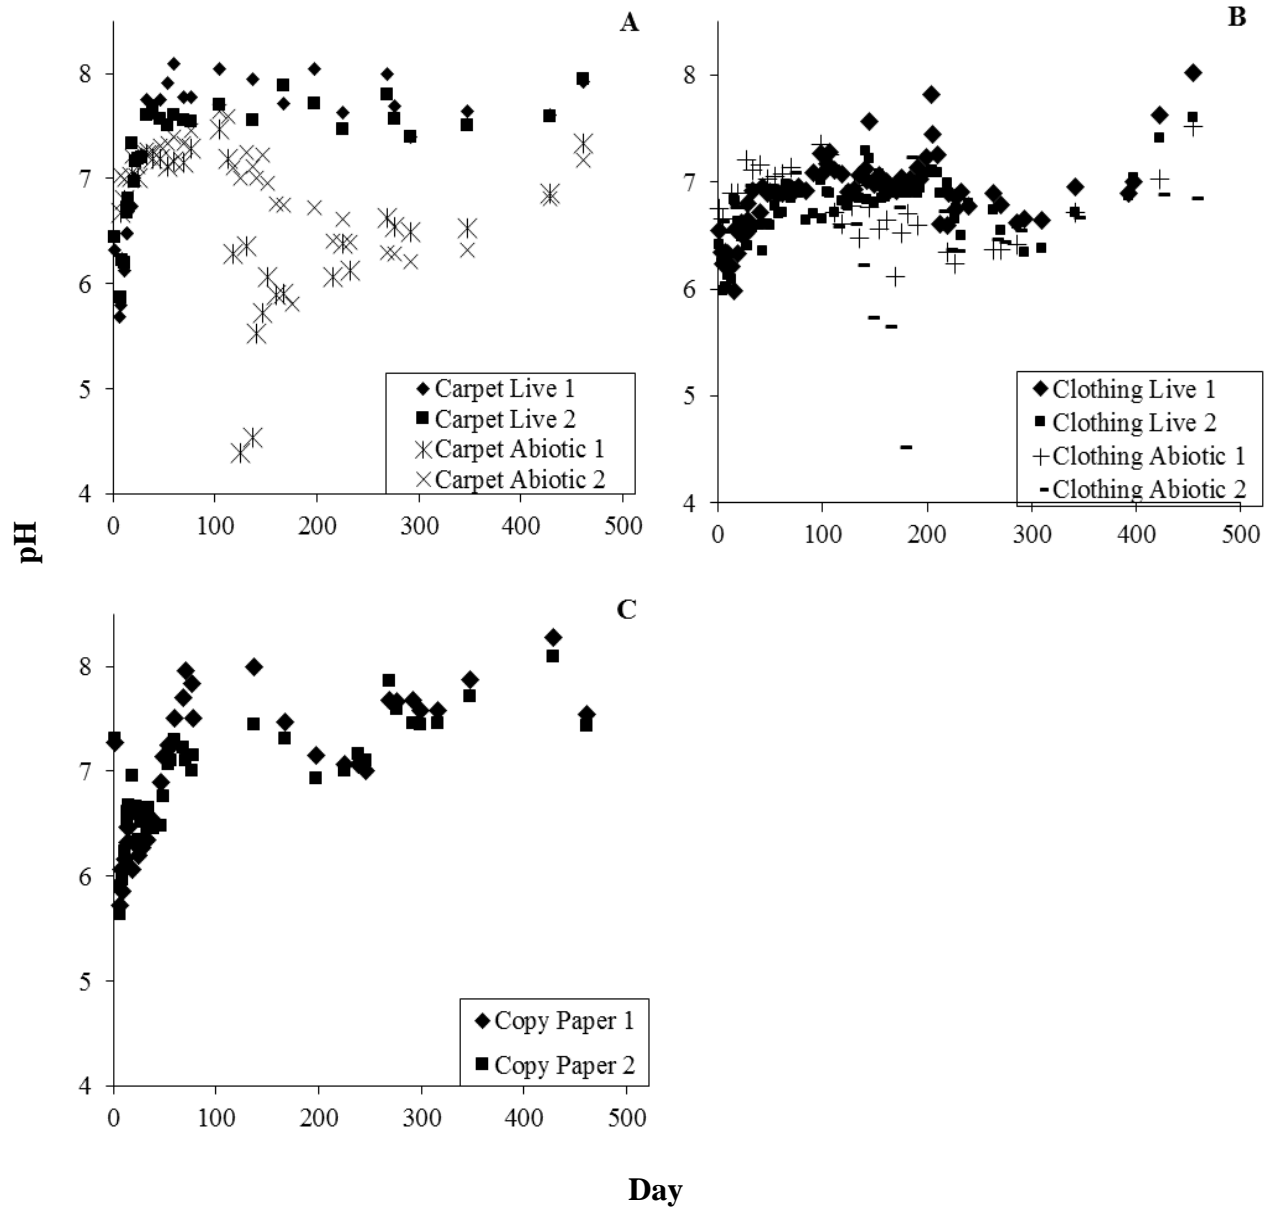 A
8
7
6
5
4
0 100 200 300 400 500
Carpet Live 1
Carpet Live 2
Carpet Abiotic 1
Carpet Abiotic 2
B
8
7
6
5
4
0 100 200 300 400 500
Clothing Live 1
Clothing Live 2
Clothing Abiotic 1
Clothing Abiotic 2
pH
C
8
7
6
5
4
0 100 200 300 400 500
Copy Paper 1
Copy Paper 2
Day